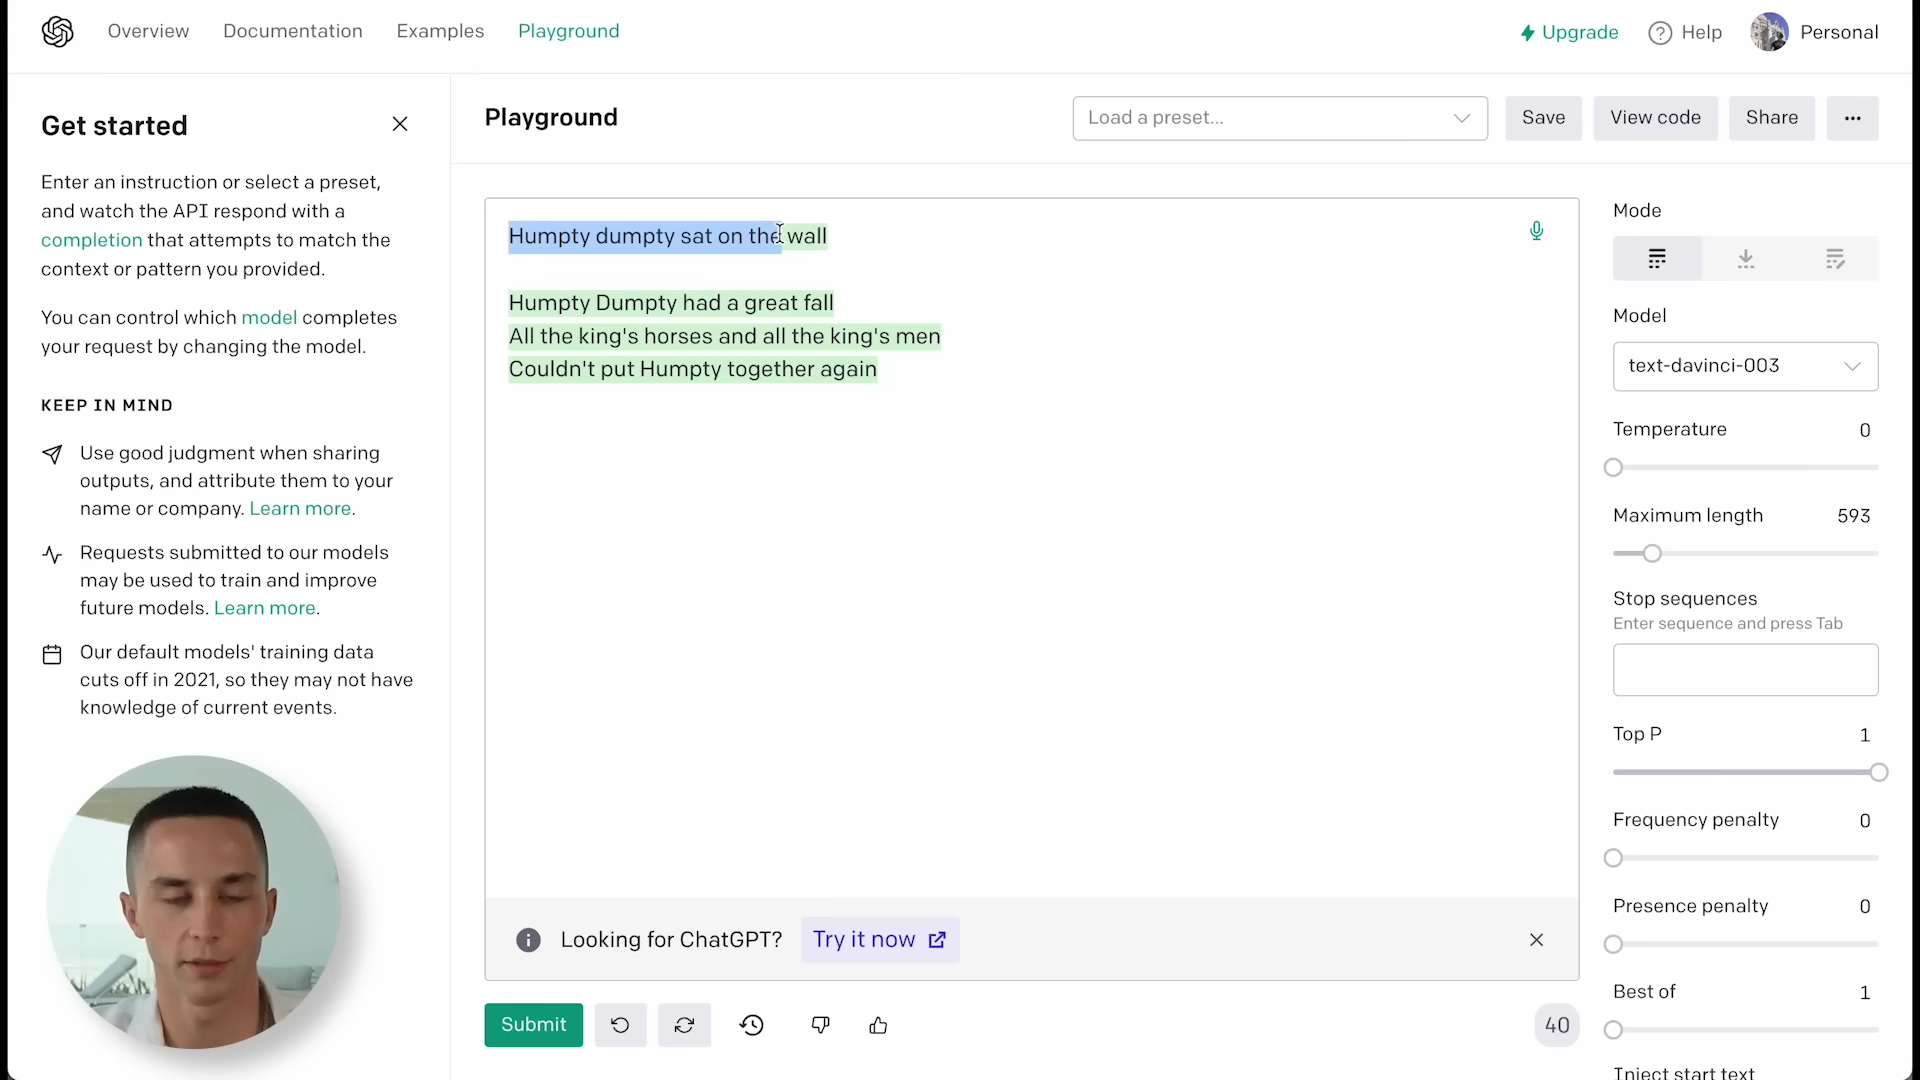 Overview Documentation Examples Playground Upgrade Help Personal
Get started
Enter an instruction or select a preset,
and watch the API respond with a
completion that attempts to match the
context or pattern you provided.
You can control which model completes
your request by changing the model.
KEEP IN MIND
Use good judgment when sharing
outputs, and attribute them to your
name or company. Learn more.
Requests submitted to our models
may be used to train and improve
future models. Learn more.
Our default models' training data
cuts off in 2021, so they may not have
knowledge of current events.
Playground
Load a preset... Save View code Share ...
Humpty dumpty sat on the wall
Humpty Dumpty had a great fall
All the king's horses and all the king's men
Couldn't put Humpty together again
Looking for ChatGPT? Try it now
Submit
40
Mode
Model
text-davinci-003
Temperature 0
Maximum length 593
Stop sequences
Enter sequence and press Tab
Top P 1
Frequency penalty 0
Presence penalty 0
Best of 1
Inject start text